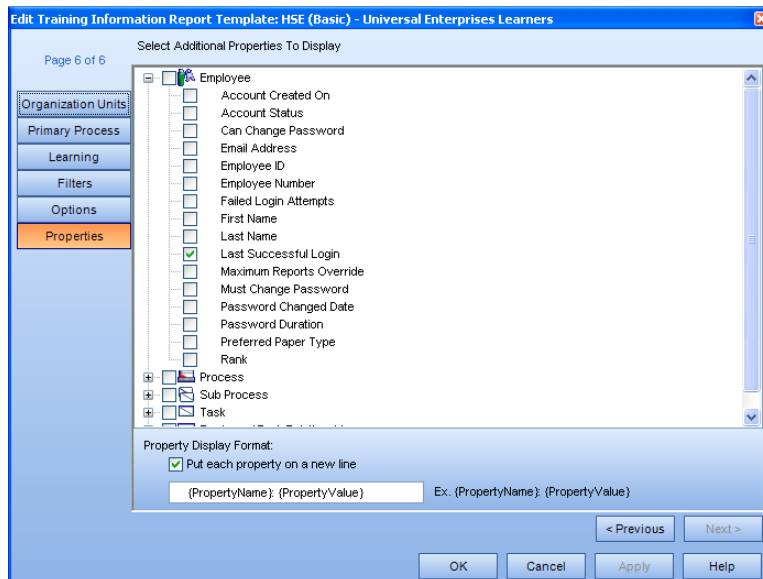 Edit Training Information Report Template: HSE (Basic) - Universal Enterprises Learners
Page 6 of 6
Select Additional Properties To Display
Organization Units
Primary Process
Learning
Filters
Options
Properties
Employee
Account Created On
Account Status
Can Change Password
Email Address
Employee ID
Employee Number
Failed Login Attempts
First Name
Last Name
Last Successful Login
Maximum Reports Override
Must Change Password
Password Changed Date
Password Duration
Preferred Paper Type
Rank
Process
Sub Process
Task
Property Display Format:
Put each property on a new line
{PropertyName}: {PropertyValue}
Ex. {PropertyName}: {PropertyValue}
< Previous
Next >
OK
Cancel
Apply
Help